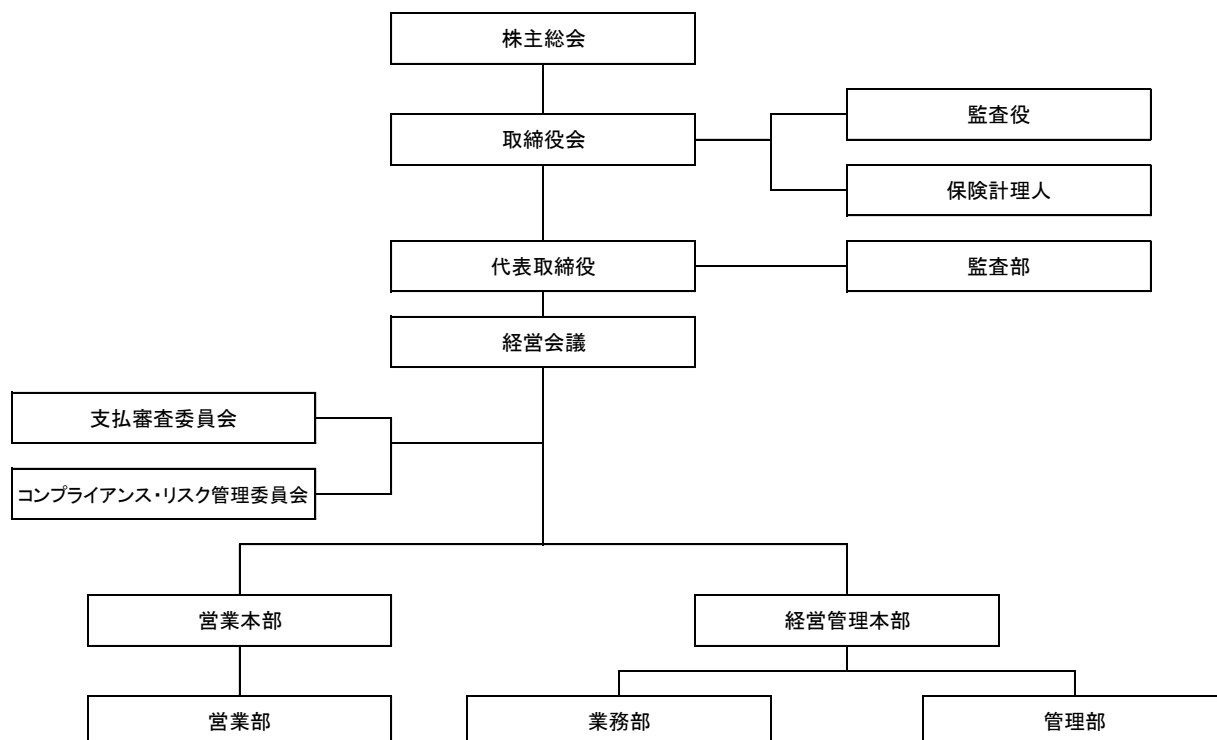 株主総会
監査役
取締役会
保険計理人
代表取締役
監査部
経営会議
支払審査委員会
コンプライアンス・リスク管理委員会
営業本部
経営管理本部
営業部
業務部
管理部